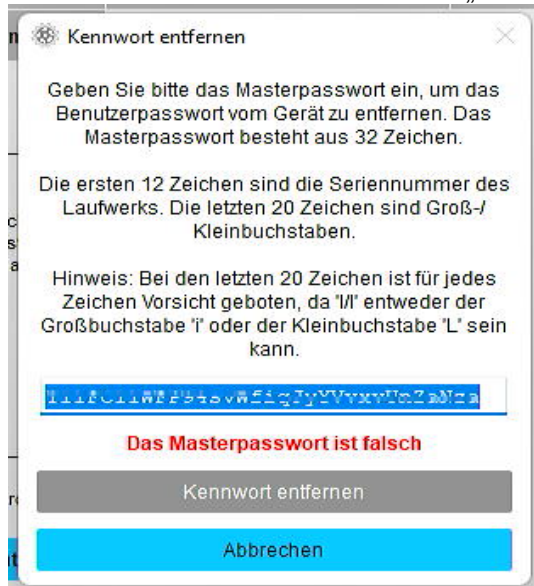 Kennwort entfernen
Geben Sie bitte das Masterpasswort ein, um das
Benutzerpasswort vom Gerät zu entfernen. Das
Masterpasswort besteht aus 32 Zeichen.
Die ersten 12 Zeichen sind die Seriennummer des
Laufwerks. Die letzten 20 Zeichen sind Groß-/
Kleinbuchstaben.
Hinweis: Bei den letzten 20 Zeichen ist für jedes
Zeichen Vorsicht geboten, da 'I/l' entweder der
Großbuchstabe 'i' oder der Kleinbuchstabe 'L' sein
kann.
Das Masterpasswort ist falsch
Kennwort entfernen
Abbrechen